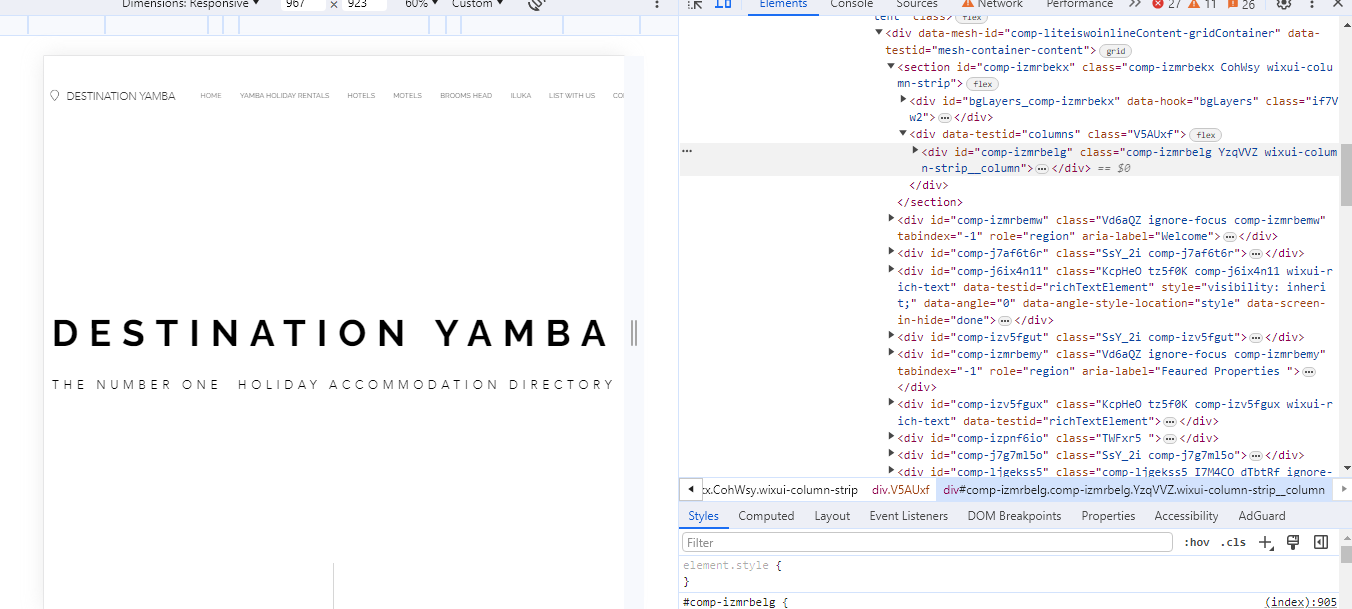 Dimensions: Responsive 967 × 923 60% Custom
DESTINATION YAMBA HOME YAMBA HOLIDAY RENTALS HOTELS MOTELS BROOMS HEAD ILUKA LIST WITH US
DESTINATION YAMBA
THE NUMBER ONE HOLIDAY ACCOMMODATION DIRECTORY
Elements Console Sources Network Performance 27 11 26
tent" class> flex
<div data-mesh-id="comp-liteiswoinlineContent-gridContainer" data-
testid="mesh-container-content"> grid
<section id="comp-izmrbekx" class="comp-izmrbekx CohWsy wixui-colu
mn-strip"> flex
<div id="bgLayers_comp-izmrbekx" data-hook="bgLayers" class="if7V
w2"> … </div>
<div data-testid="columns" class="V5AUxf"> flex
<div id="comp-izmrbelg" class="comp-izmrbelg YzqVVZ wixui-colum
n-strip__column"> … </div> == $0
</div>
</section>
<div id="comp-izmrbemw" class="Vd6aQZ ignore-focus comp-izmrbemw"
tabindex="-1" role="region" aria-label="Welcome"> … </div>
<div id="comp-j7af6t6r" class="SsY_2i comp-j7af6t6r"> … </div>
<div id="comp-j6ix4n11" class="KcpHeO tz5f0K comp-j6ix4n11 wixui-r
ich-text" data-testid="richTextElement" style="visibility: inheri
t;" data-angle="0" data-angle-style-location="style" data-screen-
in-hide="done"> … </div>
<div id="comp-izv5fgut" class="SsY_2i comp-izv5fgut"> … </div>
<div id="comp-izmrbemy" class="Vd6aQZ ignore-focus comp-izmrbemy"
tabindex="-1" role="region" aria-label="Feaured Properties "> …
</div>
<div id="comp-izv5fgux" class="KcpHeO tz5f0K comp-izv5fgux wixui-r
ich-text" data-testid="richTextElement"> … </div>
<div id="comp-izpnf6io" class="TWFxr5 "> … </div>
<div id="comp-j7g7ml5o" class="SsY_2i comp-j7g7ml5o"> … </div>
<div id="comp-ljgekss5" class="comp-ljgekss5 I7M4CO dTbtRf ignore-
cx.CohWsy.wixui-column-strip div.V5AUxf div#comp-izmrbelg.comp-izmrbelg.YzqVVZ.wixui-column-strip__column
Styles Computed Layout Event Listeners DOM Breakpoints Properties Accessibility AdGuard
Filter :hov .cls
element.style {
}
#comp-izmrbelg { (index):905